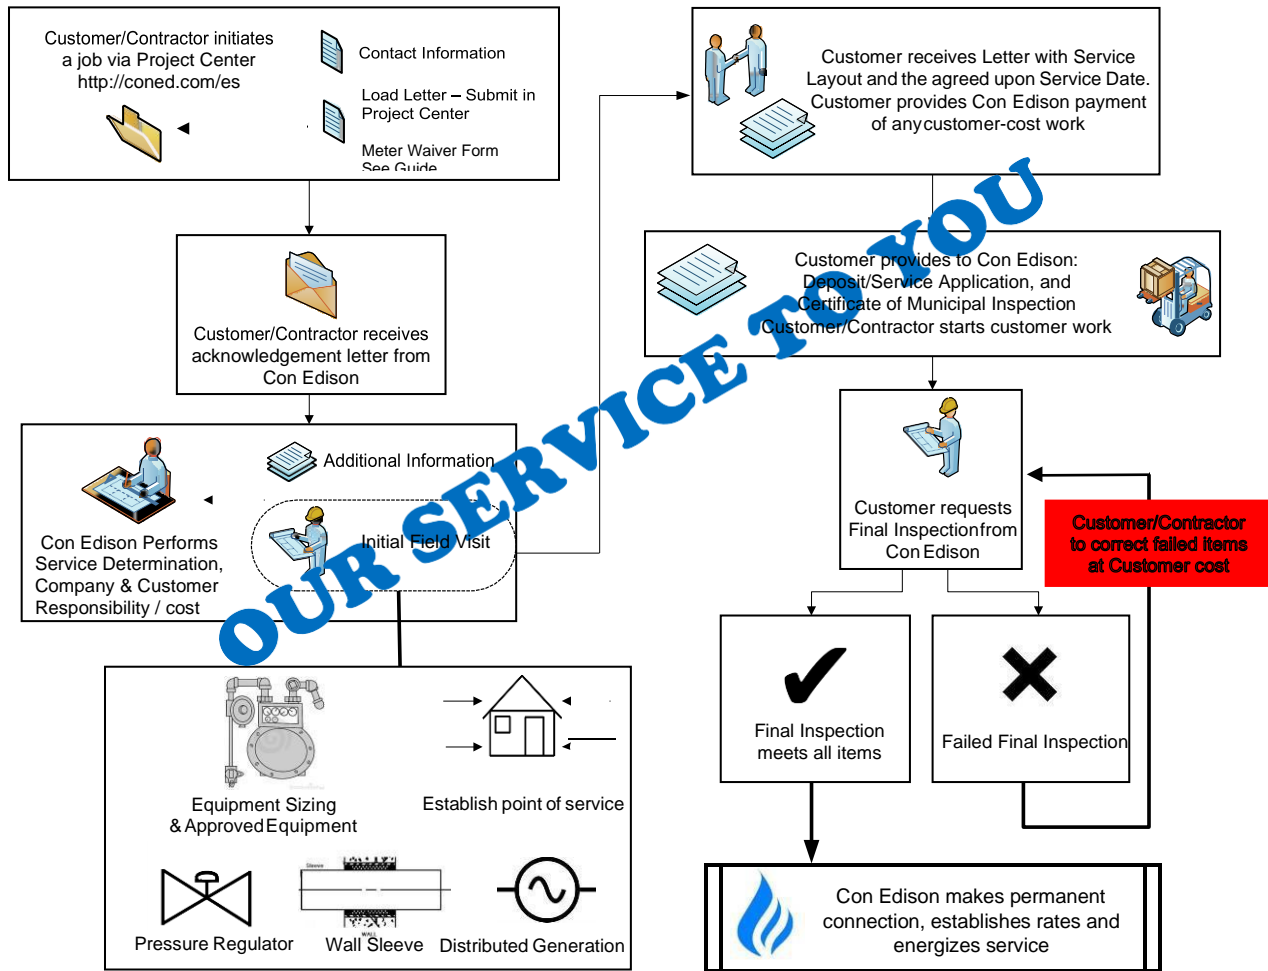 Customer/Contractor initiates
a job via Project Center
http://coned.com/es
Contact Information
Load Letter – Submit in
Project Center
Meter Waiver Form
See Guide
Customer/Contractor receives
acknowledgement letter from
Con Edison
Additional Information
Initial Field Visit
Con Edison Performs
Service Determination,
Company & Customer
Responsibility / cost
Equipment Sizing
& Approved Equipment
Establish point of service
Pressure Regulator
Sleeve
WALL
Wall Sleeve
Distributed Generation
OUR SERVICE TO YOU
Customer receives Letter with Service
Layout and the agreed upon Service Date.
Customer provides Con Edison payment
of any customer-cost work
Customer provides to Con Edison:
Deposit/Service Application, and
Certificate of Municipal Inspection
Customer/Contractor starts customer work
Customer requests
Final Inspection from
Con Edison
Customer/Contractor
to correct failed items
at Customer cost
Final Inspection
meets all items
Failed Final Inspection
Con Edison makes permanent
connection, establishes rates and
energizes service